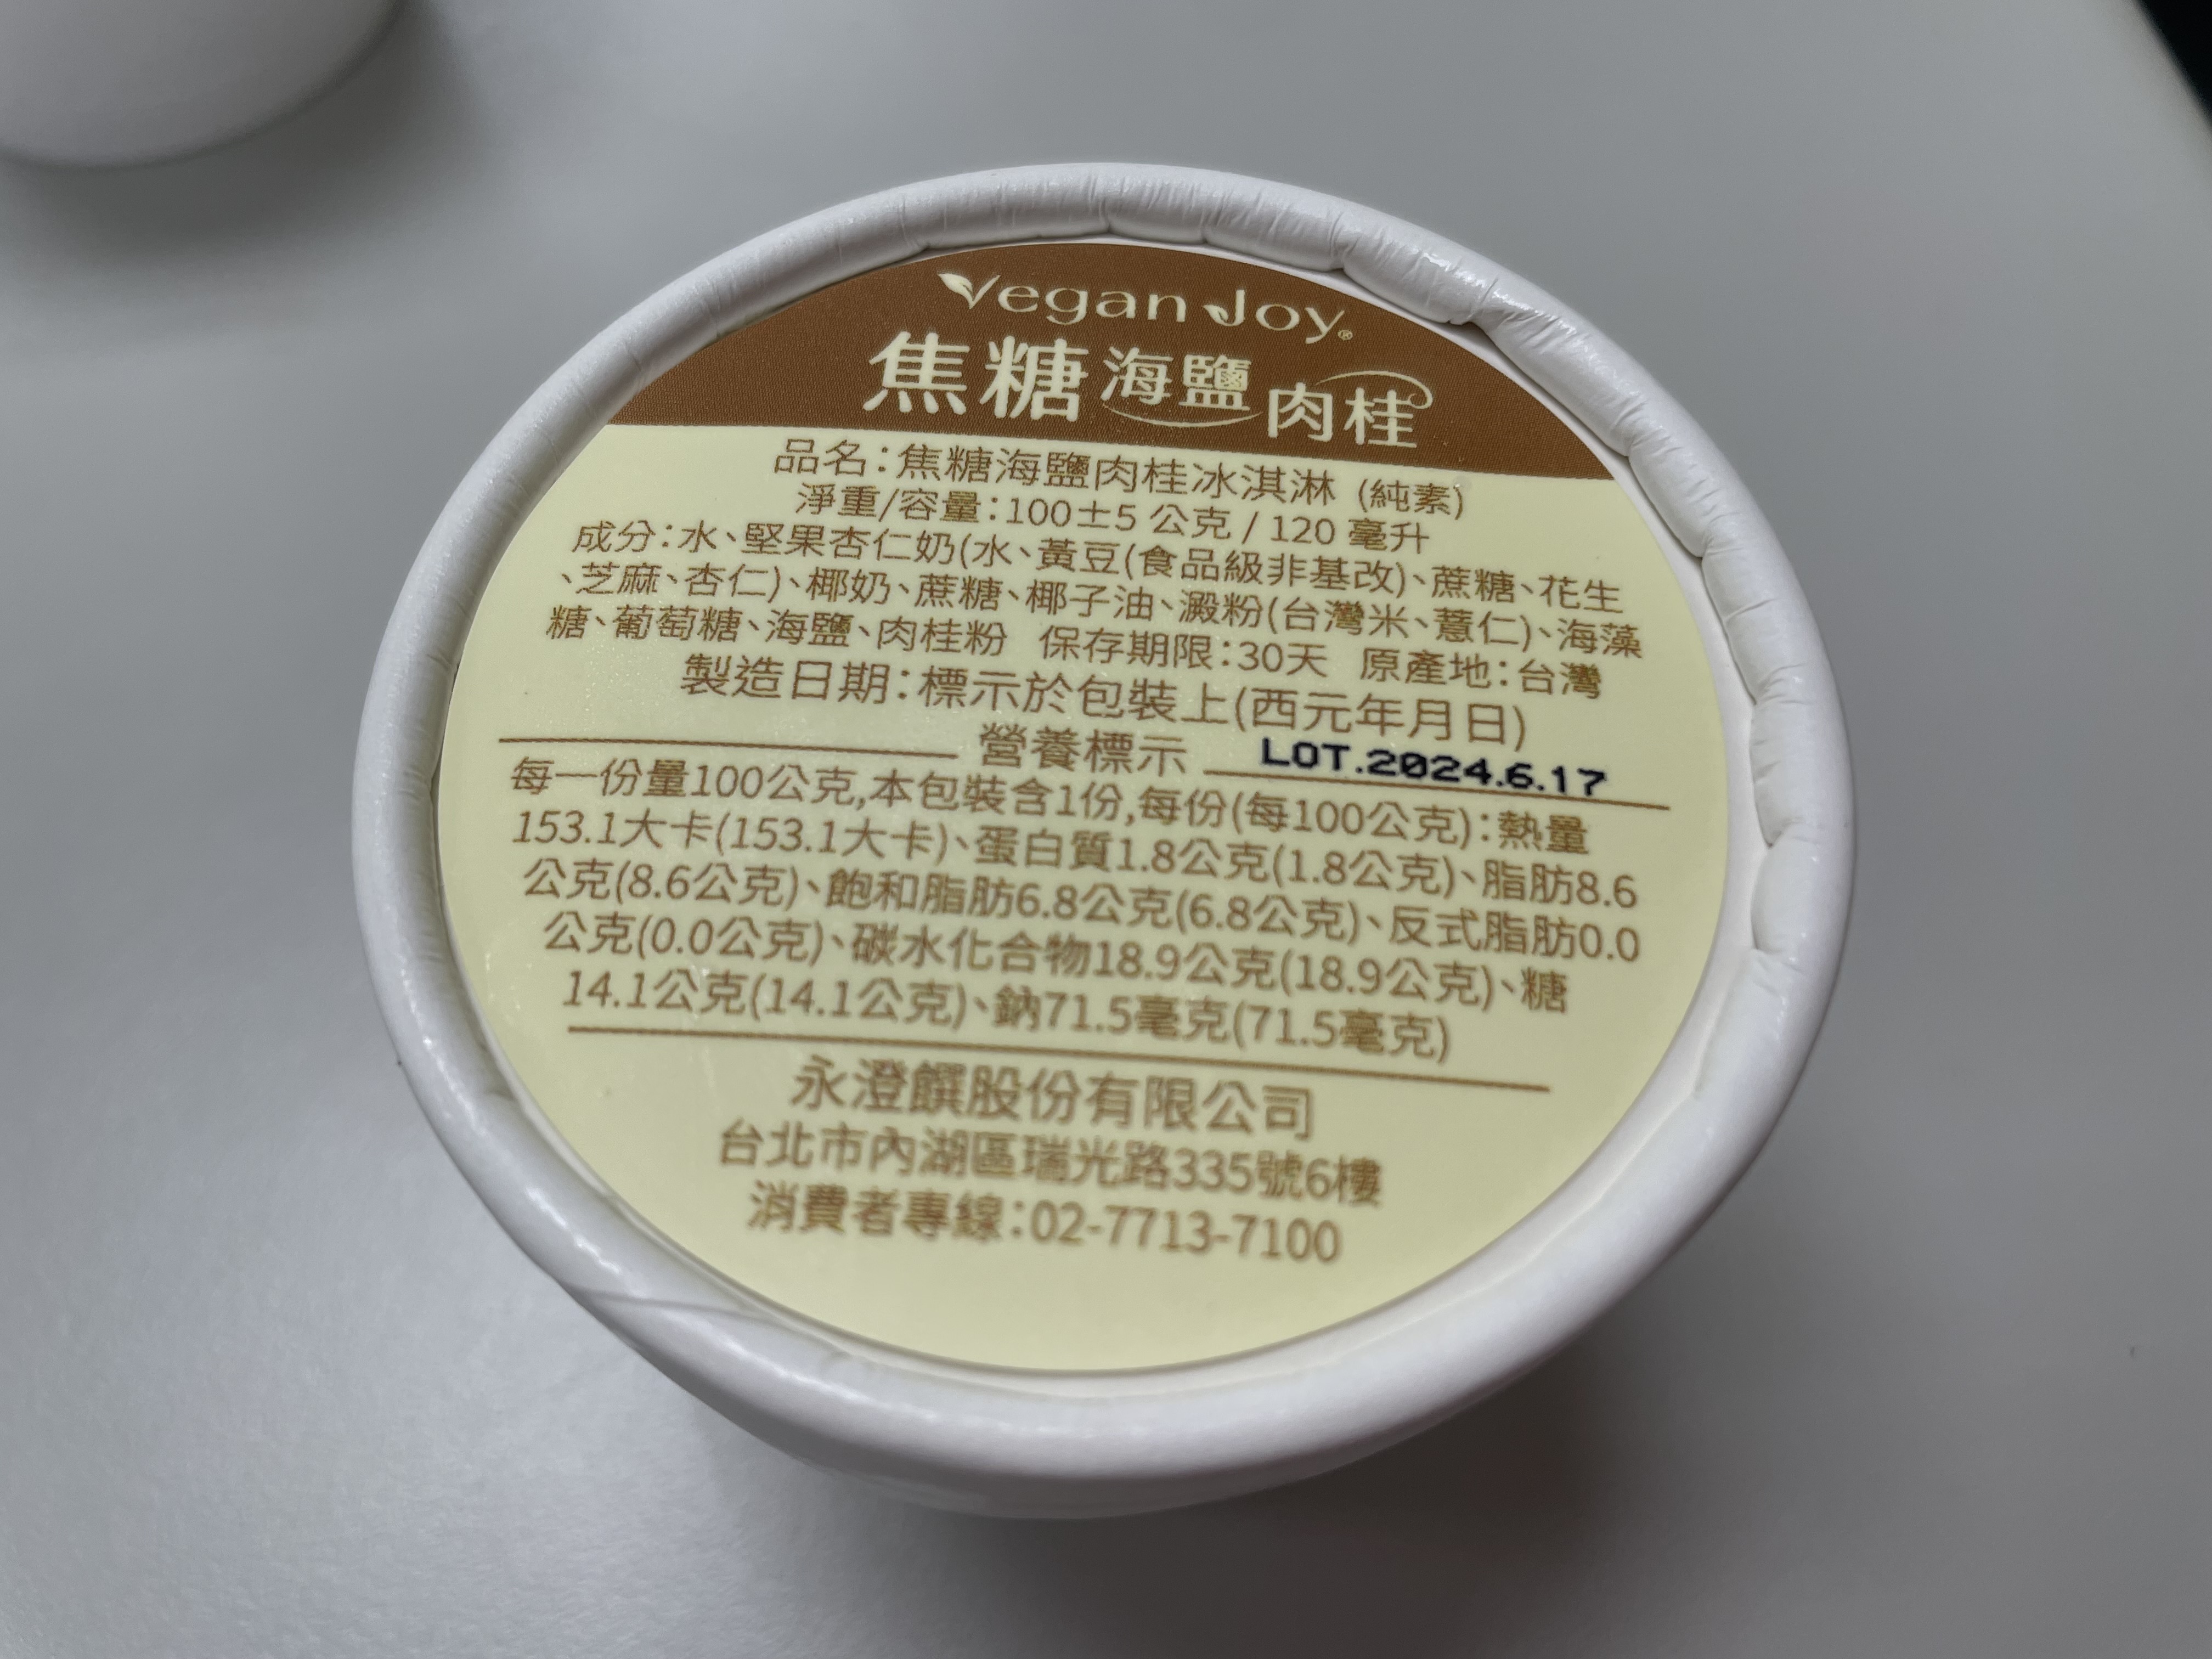 Vegan Joy®
焦糖海鹽肉桂
品名：焦糖海鹽肉桂冰淇淋 (純素)
淨重/容量：100±5 公克 / 120 毫升
成分：水、堅果杏仁奶(水、黃豆(食品級非基改)、蔗糖、花生
、芝麻、杏仁)、椰奶、蔗糖、椰子油、澱粉(台灣米、薏仁)、海藻
糖、葡萄糖、海鹽、肉桂粉 保存期限：30天 原產地：台灣
製造日期：標示於包裝上(西元年月日)
營養標示
LOT.2024.6.17
每一份量100公克,本包裝含1份,每份(每100公克)：熱量
153.1大卡(153.1大卡)、蛋白質1.8公克(1.8公克)、脂肪8.6
公克(8.6公克)、飽和脂肪6.8公克(6.8公克)、反式脂肪0.0
公克(0.0公克)、碳水化合物18.9公克(18.9公克)、糖
14.1公克(14.1公克)、鈉71.5毫克(71.5毫克)
永澄饌股份有限公司
台北市內湖區瑞光路335號6樓
消費者專線：02-7713-7100